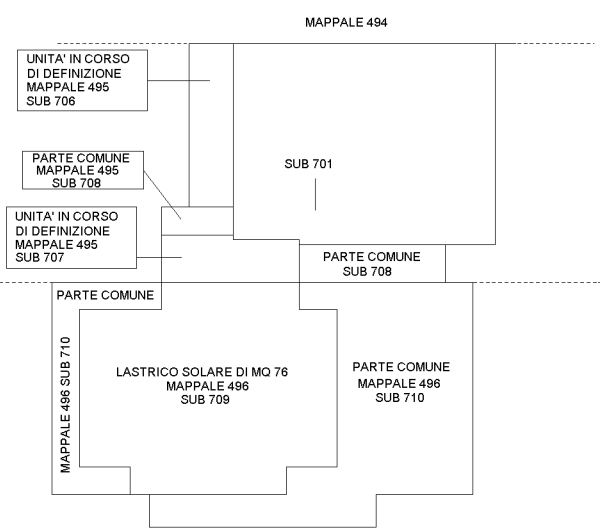 MAPPALE 494
UNITA' IN CORSO
DI DEFINIZIONE
MAPPALE 495
SUB 706
PARTE COMUNE
MAPPALE 495
SUB 708
SUB 701
UNITA' IN CORSO
DI DEFINIZIONE
MAPPALE 495
SUB 707
PARTE COMUNE
SUB 708
PARTE COMUNE
MAPPALE 496 SUB 710
LASTRICO SOLARE DI MQ 76
MAPPALE 496
SUB 709
PARTE COMUNE
MAPPALE 496
SUB 710